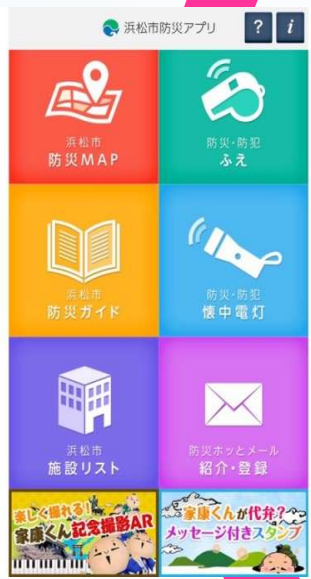 浜松市防災アプリ
?
i
浜松市
防災MAP
防災・防犯
ふえ
浜松市
防災ガイド
防災・防犯
懐中電灯
浜松市
施設リスト
防災ホッとメール
紹介・登録
楽しく撮れる!
家康くん記念撮影AR
家康くんが代弁?
メッセージ付きスタンプ